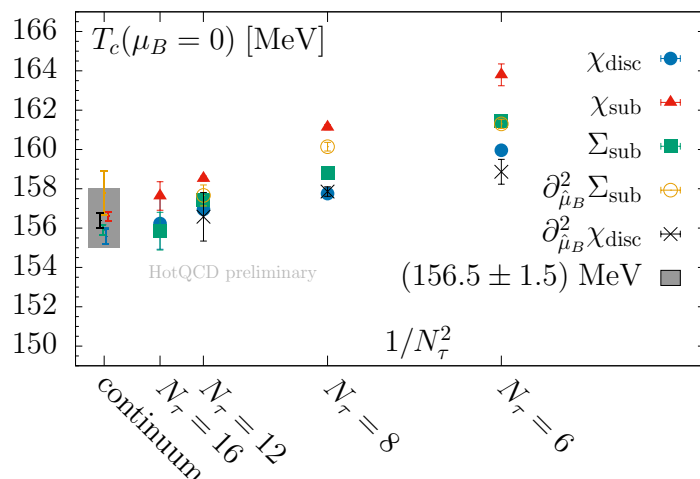 T_c(μ_B = 0) [MeV]
166
164
162
160
158
156
154
152
150
χ_disc
χ_sub
Σ_sub
∂²_μ̂_B Σ_sub
∂²_μ̂_B χ_disc
(156.5 ± 1.5) MeV
HotQCD preliminary
1/N_τ²
continuum
N_τ = 16
N_τ = 12
N_τ = 8
N_τ = 6